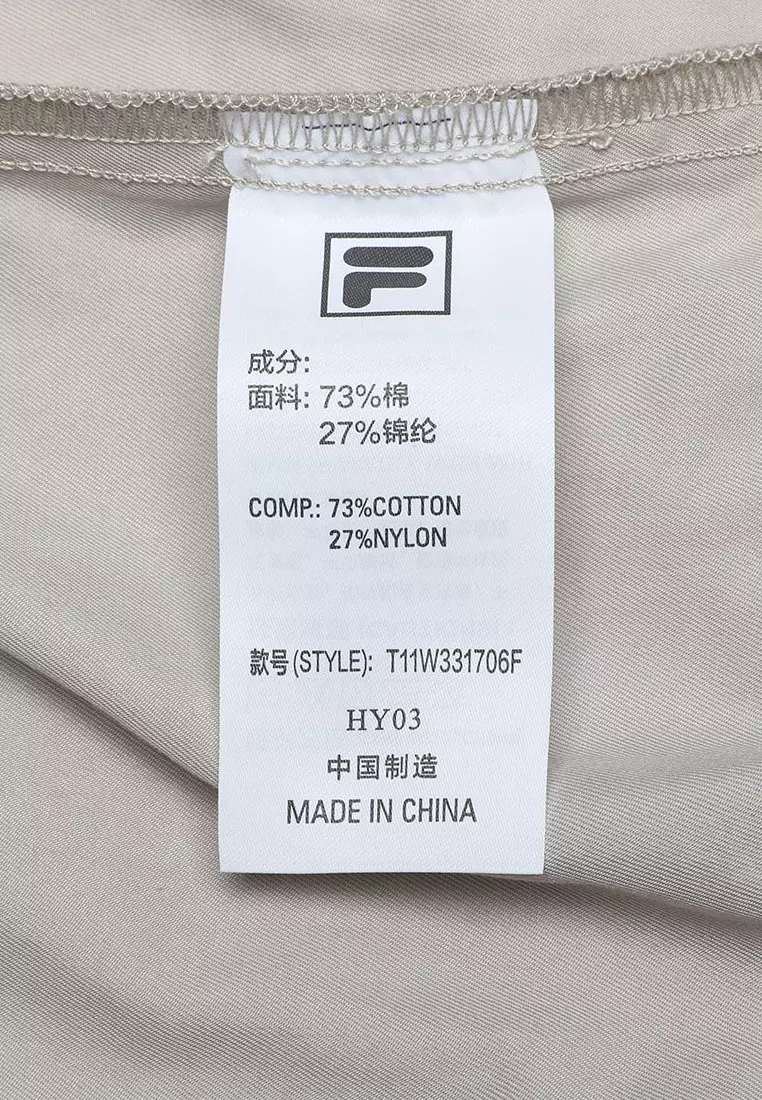 F
成分:
面料: 73%棉
27%锦纶
COMP.: 73%COTTON
27%NYLON
款号(STYLE): T11W331706F
HY03
中国制造
MADE IN CHINA